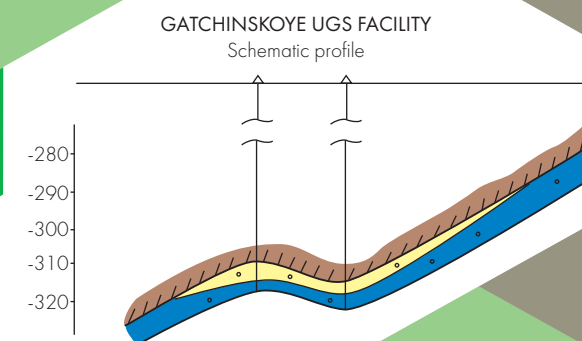 GATCHINSKOYE UGS FACILITY
Schematic profile
-280
-290
-300
-310
-320